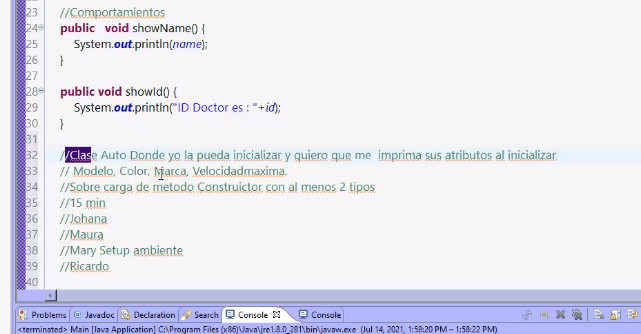 23 //Comportamientos
24 public void showName() {
25 System.out.println(name);
26 }
27
28 public void showId() {
29 System.out.println("ID Doctor es : "+id);
30 }
31
32 //Clase Auto Donde yo la pueda inicializar y quiero que me imprima sus atributos al inicializar
33 // Modelo, Color, Marca, Velocidadmaxima.
34 //Sobre carga de metodo Construictor con al menos 2 tipos
35 //15 min
36 //Johana
37 //Maura
38 //Mary Setup ambiente
39 //Ricardo
40
Problems Javadoc Declaration Search Console Console
<terminated> Main [Java Application] C:\Program Files (x86)\Java\jre1.8.0_281\bin\javaw.exe (Jul 14, 2021, 1:58:20 PM – 1:58:22 PM)